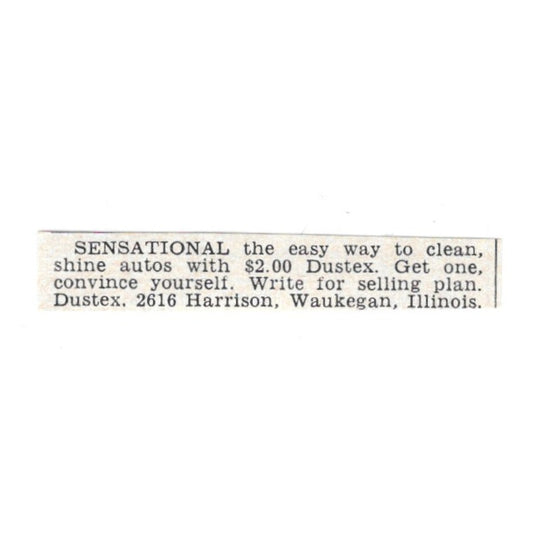 SENSATIONAL the easy way to clean,
shine autos with $2.00 Dustex. Get one,
convince yourself. Write for selling plan.
Dustex. 2616 Harrison, Waukegan, Illinois.